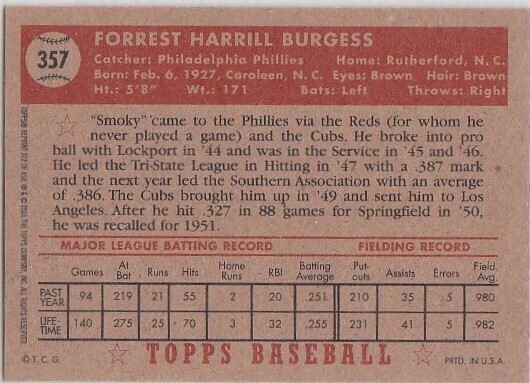 357
FORREST HARRILL BURGESS
Catcher: Philadelphia Phillies Home: Rutherford, N. C.
Born: Feb. 6, 1927, Caroleen, N. C. Eyes: Brown Hair: Brown
Ht.: 5'8" Wt.: 171 Bats: Left Throws: Right
"Smoky" came to the Phillies via the Reds (for whom he
never played a game) and the Cubs. He broke into pro
ball with Lockport in '44 and was in the Service in '45 and '46.
He led the Tri-State League in Hitting in '47 with a .387 mark
and the next year led the Southern Association with an average
of .386. The Cubs brought him up in '49 and sent him to Los
Angeles. After he hit .327 in 88 games for Springfield in '50,
he was recalled for 1951.
MAJOR LEAGUE BATTING RECORD FIELDING RECORD
Games At Bat Runs Hits Home Runs RBI Batting Average Put-outs Assists Errors Field. Avg.
PAST YEAR 94 219 21 55 2 20 .251 210 35 5 980
LIFE-TIME 140 275 25 70 3 32 .255 231 41 5 982
© T. C. G. TOPPS BASEBALL PRTD. IN U.S.A.